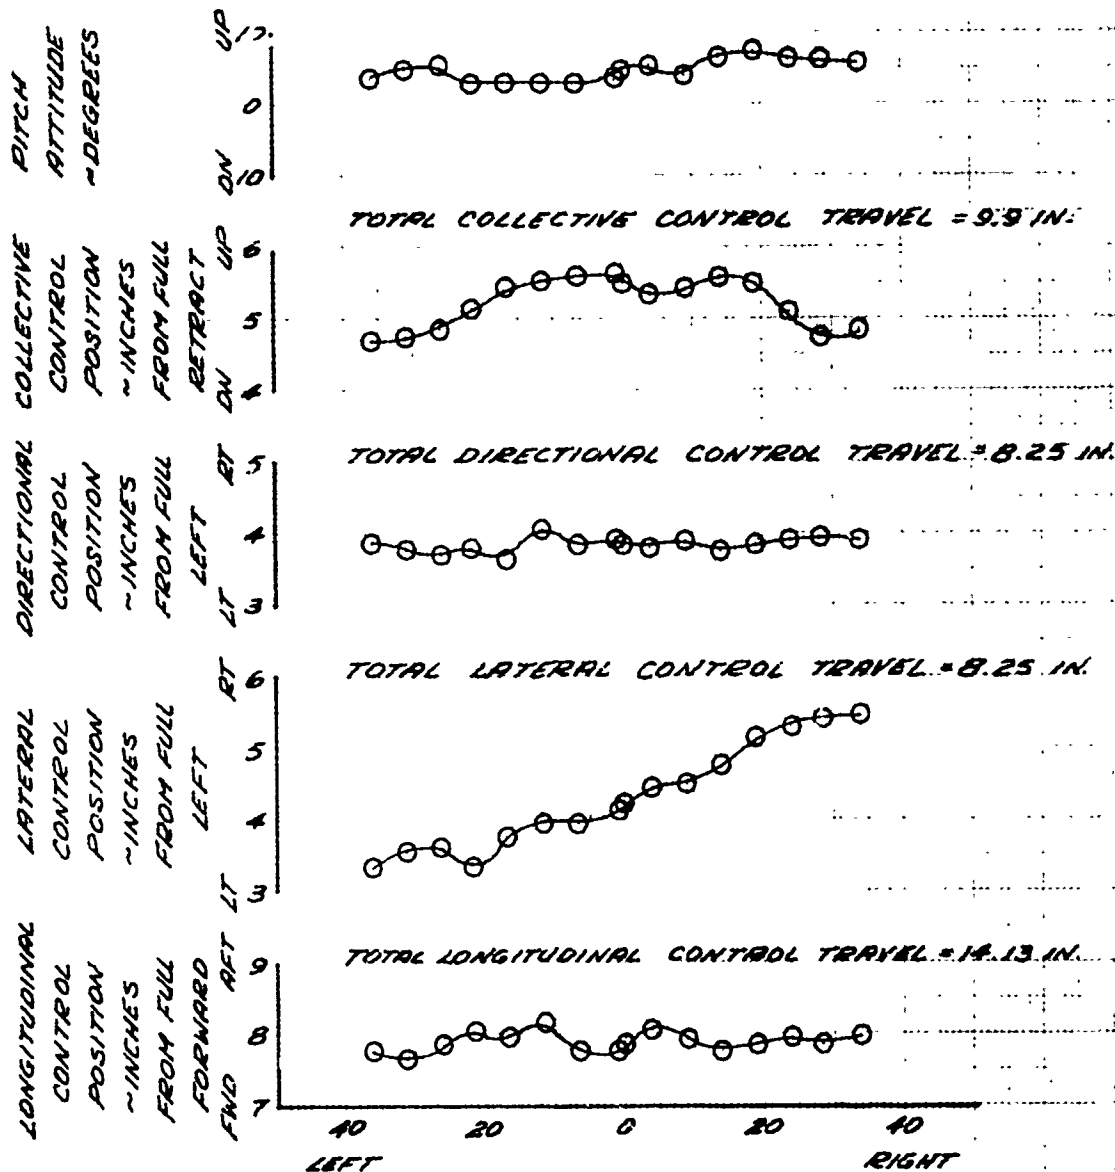 PITCH
ATTITUDE
~DEGREES
UP
0
DN
10
TOTAL COLLECTIVE CONTROL TRAVEL = 9.9 IN.
COLLECTIVE
CONTROL
POSITION
~INCHES
FROM FULL
RETRACT
UP
DN
6
5
4
TOTAL DIRECTIONAL CONTROL TRAVEL = 8.25 IN.
DIRECTIONAL
CONTROL
POSITION
~INCHES
FROM FULL
LEFT
RT
LT
5
4
3
TOTAL LATERAL CONTROL TRAVEL = 8.25 IN.
LATERAL
CONTROL
POSITION
~INCHES
FROM FULL
LEFT
RT
LT
6
5
4
3
TOTAL LONGITUDINAL CONTROL TRAVEL = 14.13 IN.
LONGITUDINAL
CONTROL
POSITION
~INCHES
FROM FULL
FORWARD
AFT
FWD
9
8
7
40 20 0 20 40
LEFT RIGHT